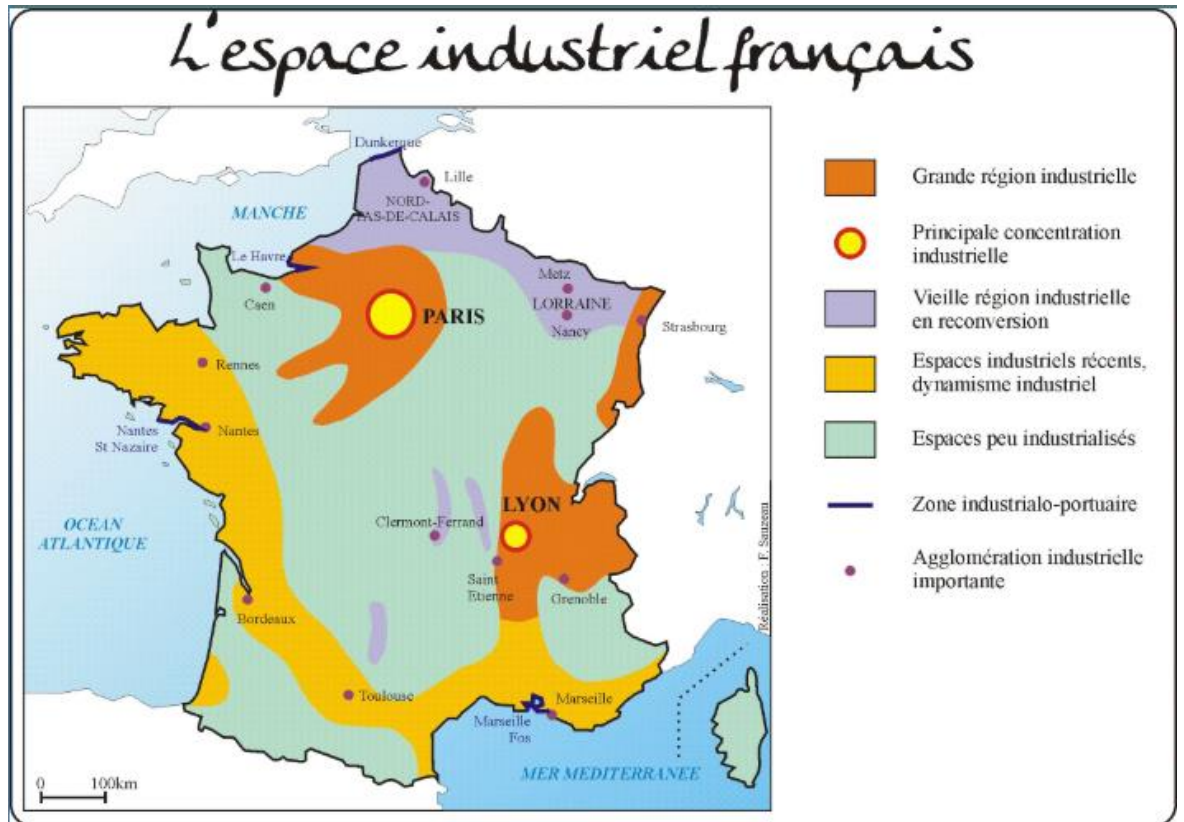 L'espace industriel français
Dunkerque
Lille
NORD-
PAS-DE-CALAIS
MANCHE
Le Havre
Caen
PARIS
Metz
LORRAINE
Nancy
Strasbourg
Rennes
Nantes
St Nazaire
Nantes
OCEAN
ATLANTIQUE
LYON
Clermont-Ferrand
Saint
Etienne
Grenoble
Bordeaux
Toulouse
Marseille
Marseille
Fos
MER MEDITERRANEE
0 100km
Réalisation : F. Sauzeau
Grande région industrielle
Principale concentration
industrielle
Vieille région industrielle
en reconversion
Espaces industriels récents,
dynamisme industriel
Espaces peu industrialisés
Zone industrialo-portuaire
Agglomération industrielle
importante